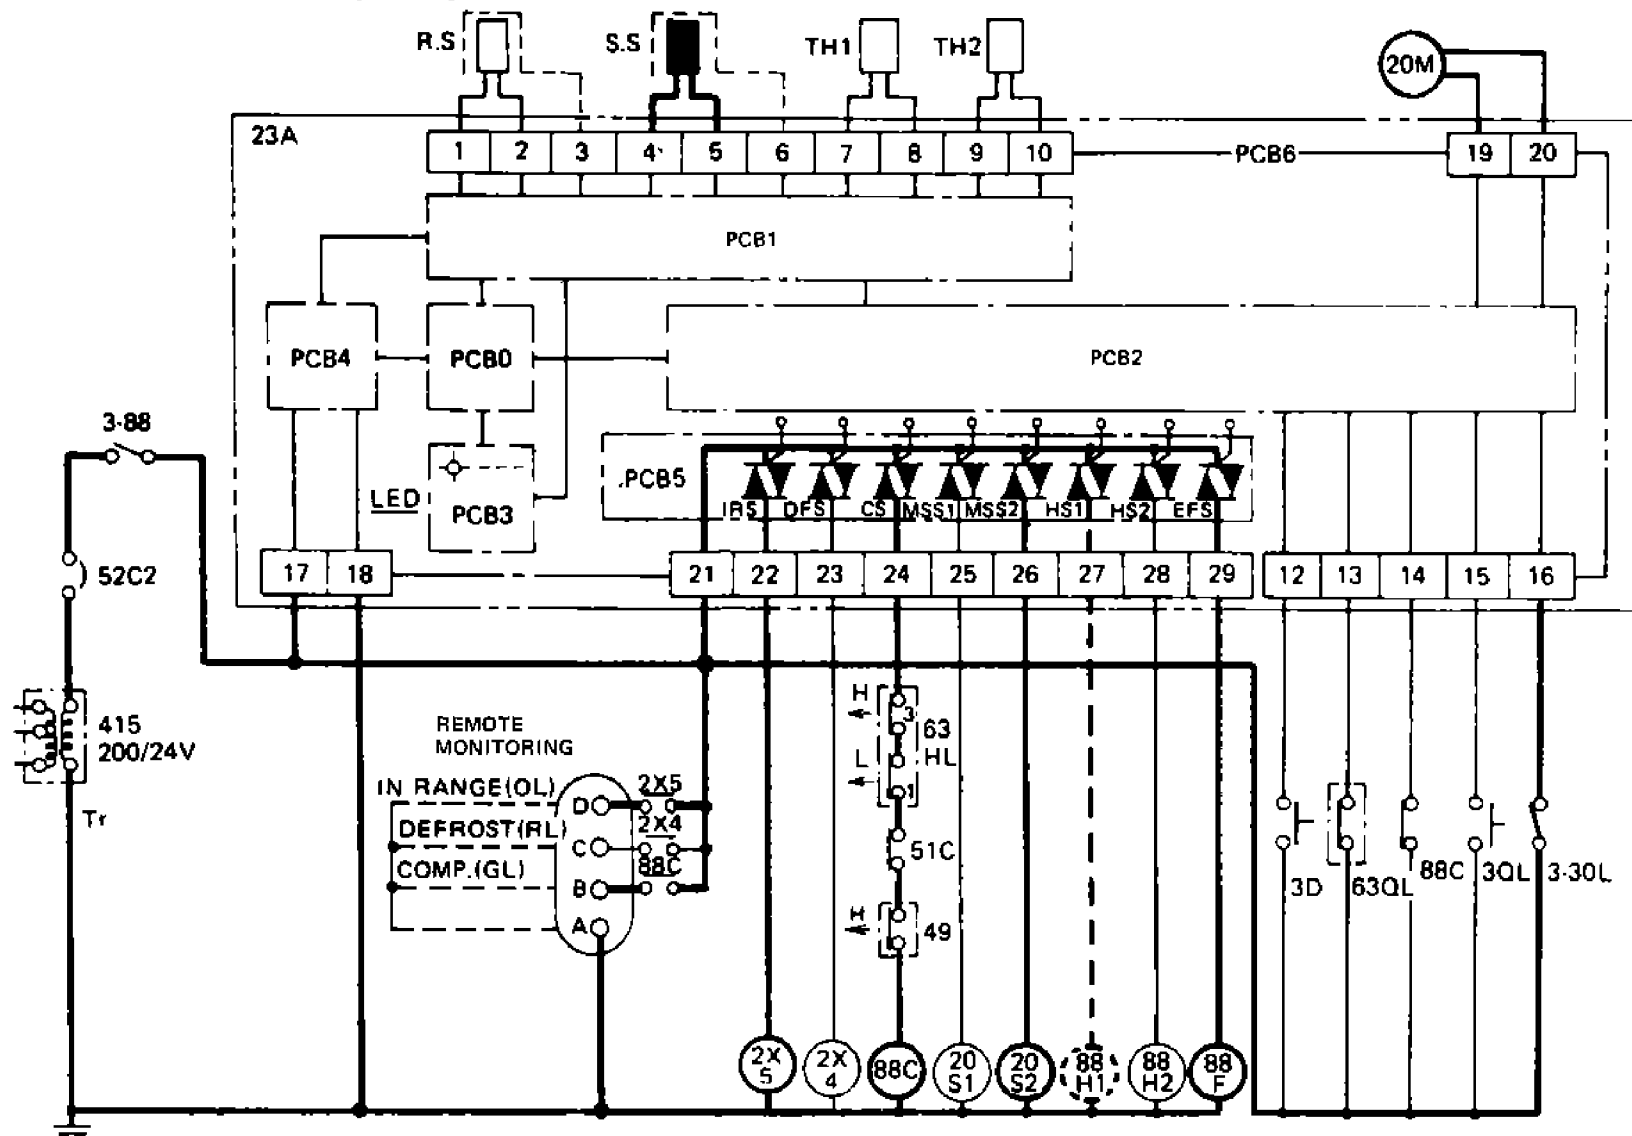 R.S S.S TH1 TH2 20M
23A
1 2 3 4 5 6 7 8 9 10 PCB6 19 20
PCB1
PCB4 PCB0 PCB2
3-88
LED PCB3
PCB5
IRS DFS CS MSS1 MSS2 HS1 HS2 EFS
17 18 21 22 23 24 25 26 27 28 29 12 13 14 15 16
52C2
415
200/24V
Tr
REMOTE
MONITORING
IN RANGE(OL) D 2X5
DEFROST(RL) C 2X4
COMP.(GL) B 88C
A
H 3 63
L HL
1
51C
H 49
3D 63QL 88C 3QL 3-30L
2X
5
2X
4
88C
20
S1
20
S2
88
H1
88
H2
88
F